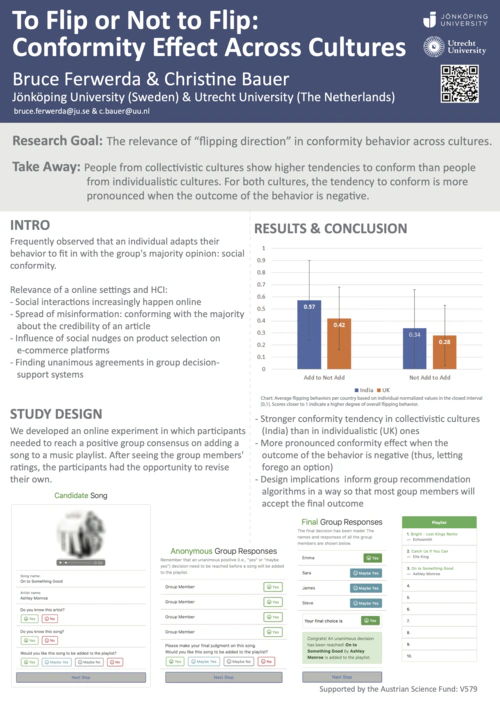 To Flip or Not to Flip:
Conformity Effect Across Cultures
Bruce Ferwerda & Christine Bauer
Jönköping University (Sweden) & Utrecht University (The Netherlands)
bruce.ferwerda@ju.se & c.bauer@uu.nl
JÖNKÖPING
UNIVERSITY
Utrecht
University
Research Goal: The relevance of “flipping direction” in conformity behavior across cultures.
Take Away: People from collectivistic cultures show higher tendencies to conform than people
from individualistic cultures. For both cultures, the tendency to conform is more
pronounced when the outcome of the behavior is negative.
INTRO
Frequently observed that an individual adapts their
behavior to fit in with the group's majority opinion: social
conformity.
Relevance of a online settings and HCI:
- Social interactions increasingly happen online
- Spread of misinformation: conforming with the majority
about the credibility of an article
- Influence of social nudges on product selection on
e-commerce platforms
- Finding unanimous agreements in group decision-
support systems
STUDY DESIGN
We developed an online experiment in which participants
needed to reach a positive group consensus on adding a
song to a music playlist. After seeing the group members'
ratings, the participants had the opportunity to revise
their own.
RESULTS & CONCLUSION
1
0,9
0,8
0,7
0,6
0,5
0,4
0,3
0,2
0,1
0
0.57
0.42
0.34
0.28
Add to Not Add
Not Add to Add
India
UK
Chart. Average flipping behaviors per country based on individual normalized values in the closed interval
[0,1]. Scores closer to 1 indicate a higher degree of overall flipping behavior.
- Stronger conformity tendency in collectivistic cultures
(India) than in individualistic (UK) ones
- More pronounced conformity effect when the
outcome of the behavior is negative (thus, letting
forego an option)
- Design implications inform group recommendation
algorithms in a way so that most goup members will
accept the final outcome
Candidate Song
Song name:
On to Something Good
Artist name:
Ashley Monroe
Do you know this artist?
Yes
No
Do you know this song?
Yes
No
Would you like this song to be added to the playlist?
Yes
Maybe Yes
Maybe No
No
Next Step
Anonymous Group Responses
Remember that an unanimous positive (i.e., "yes" or "maybe
yes") decision need to be reached before a song will be added
to the playlist.
Group Member
Yes
Group Member
Yes
Group Member
Yes
Group Member
Yes
Please make your final judgment on this song.
Would you like this song to be added to the playlist?
Yes
Maybe Yes
Maybe No
No
Next Step
Final Group Responses
The final decision has been made! The
names and responses of all the group
members are shown below.
Emma
Yes
Sara
Maybe Yes
James
Maybe Yes
Steve
Maybe Yes
Your final choice is
Yes
Congrats! An unanimous decision
has been reached! On to
Something Good by Ashley
Monroe is added to the playlist.
Next Step
Playlist
1. Bright - Lost Kings Remix
— Echosmith
2. Catch Us If You Can
— Ella King
3. On to Something Good
— Ashley Monroe
4.
5.
6.
7.
8.
9.
10.
Supported by the Austrian Science Fund: V579